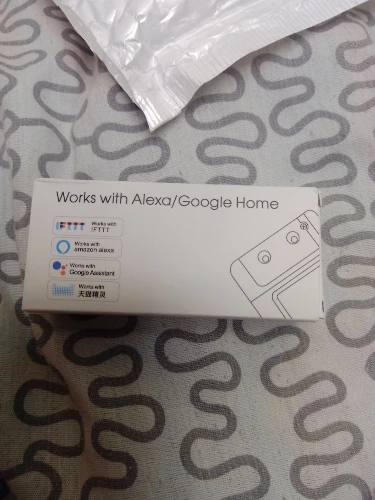 Works with Alexa/Google Home
IFTTT
Works with
IFTTT
Works with
amazon alexa
Works with
Google Assistant
Works with
天猫精灵